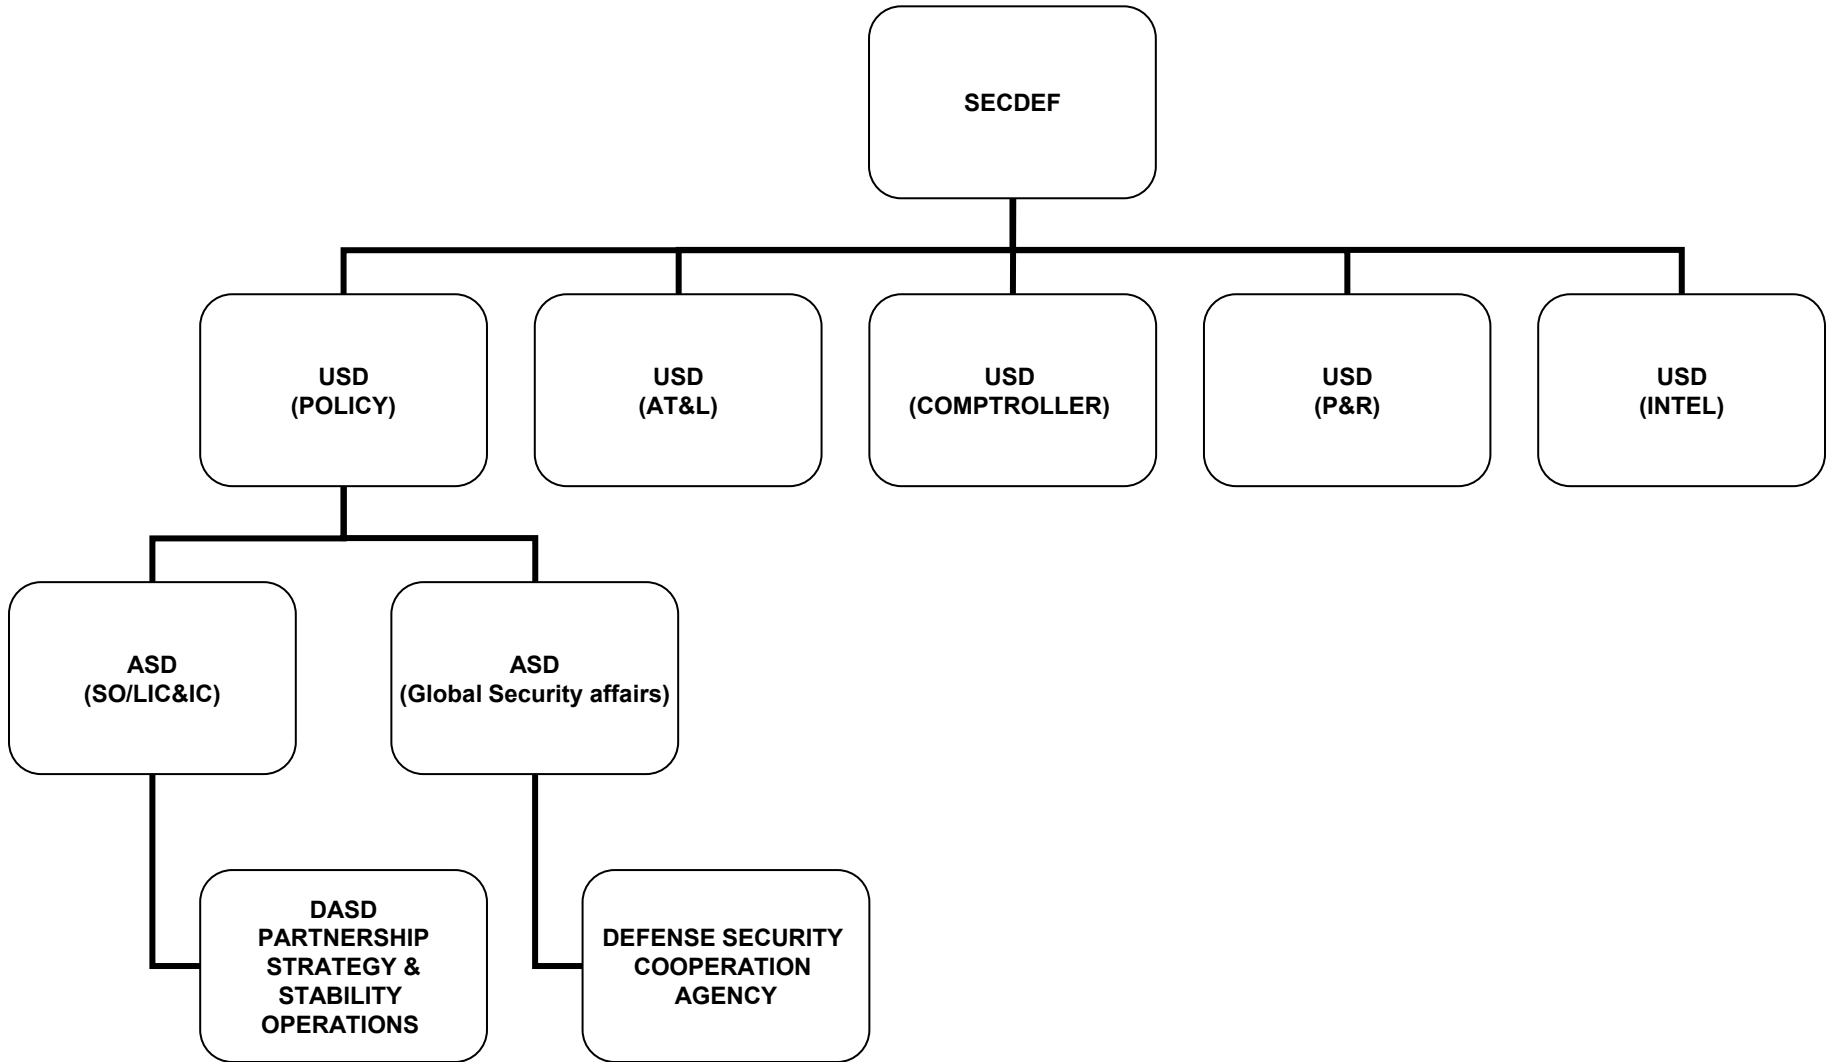 SECDEF
USD
(POLICY)
USD
(AT&L)
USD
(COMPTROLLER)
USD
(P&R)
USD
(INTEL)
ASD
(SO/LIC&IC)
ASD
(Global Security affairs)
DASD
PARTNERSHIP
STRATEGY &
STABILITY
OPERATIONS
DEFENSE SECURITY
COOPERATION
AGENCY